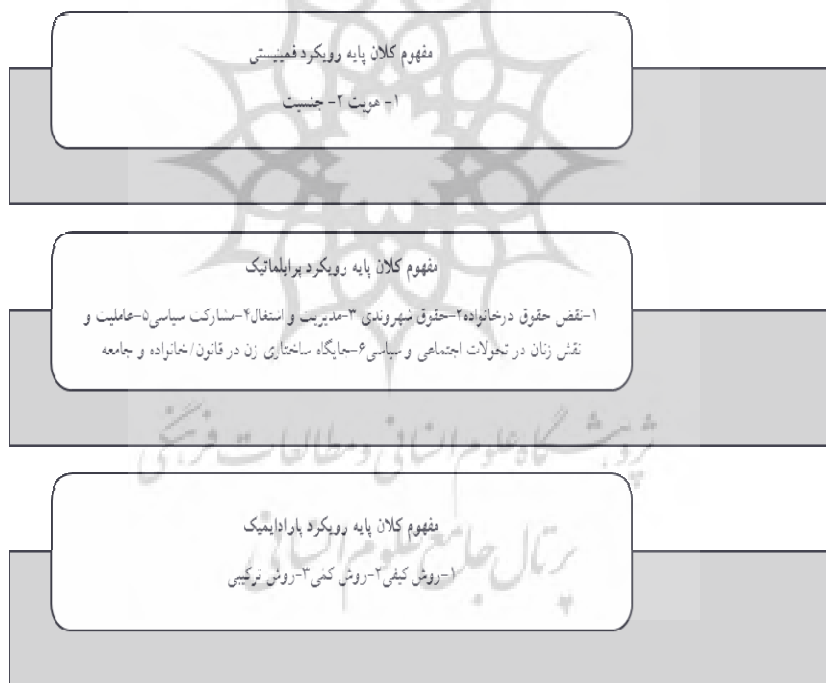 مفهوم کلان پایه رویکرد فمینیستی
۱- هویت ۲- جنسیت
مفهوم کلان پایه رویکرد پرابلماتیک
۱-نقض حقوق درخانواده۲-حقوق شهروندی ۳-مدیریت و اشتغال۴-مشارکت سیاسی۵-عاملیت و
نقش زنان در تحولات اجتماعی و سیاسی۶-جایگاه ساختاری زن در قانون/خانواده و جامعه
پژوهشگاه علوم انسانی و مطالعات فرهنگی
مفهوم کلان پایه رویکرد پارادایمیک
پرتال جامع علوم انسانی
۱-روش کیفی۲-روش کمی۳-روش ترکیبی